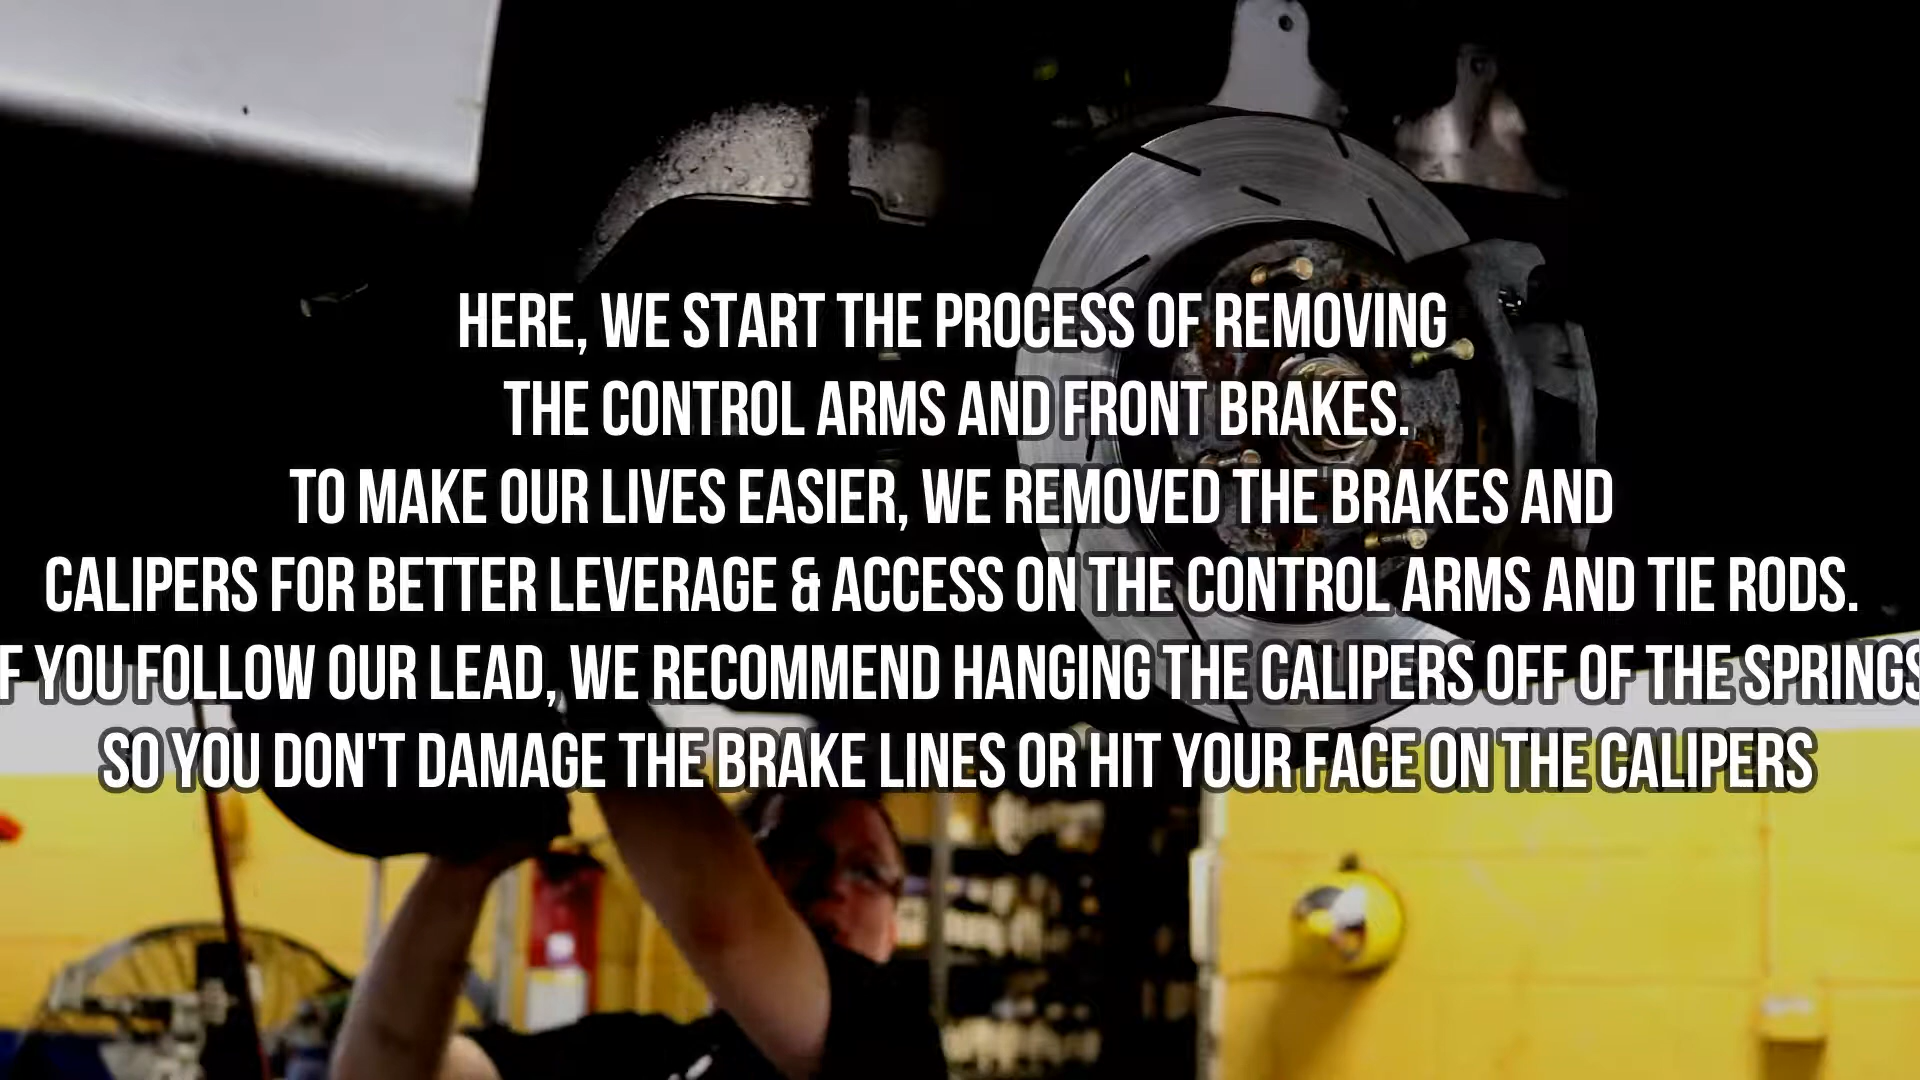 HERE, WE START THE PROCESS OF REMOVING
THE CONTROL ARMS AND FRONT BRAKES.
TO MAKE OUR LIVES EASIER, WE REMOVED THE BRAKES AND
CALIPERS FOR BETTER LEVERAGE & ACCESS ON THE CONTROL ARMS AND TIE RODS.
F YOU FOLLOW OUR LEAD, WE RECOMMEND HANGING THE CALIPERS OFF OF THE SPRINGS
SO YOU DON'T DAMAGE THE BRAKE LINES OR HIT YOUR FACE ON THE CALIPERS